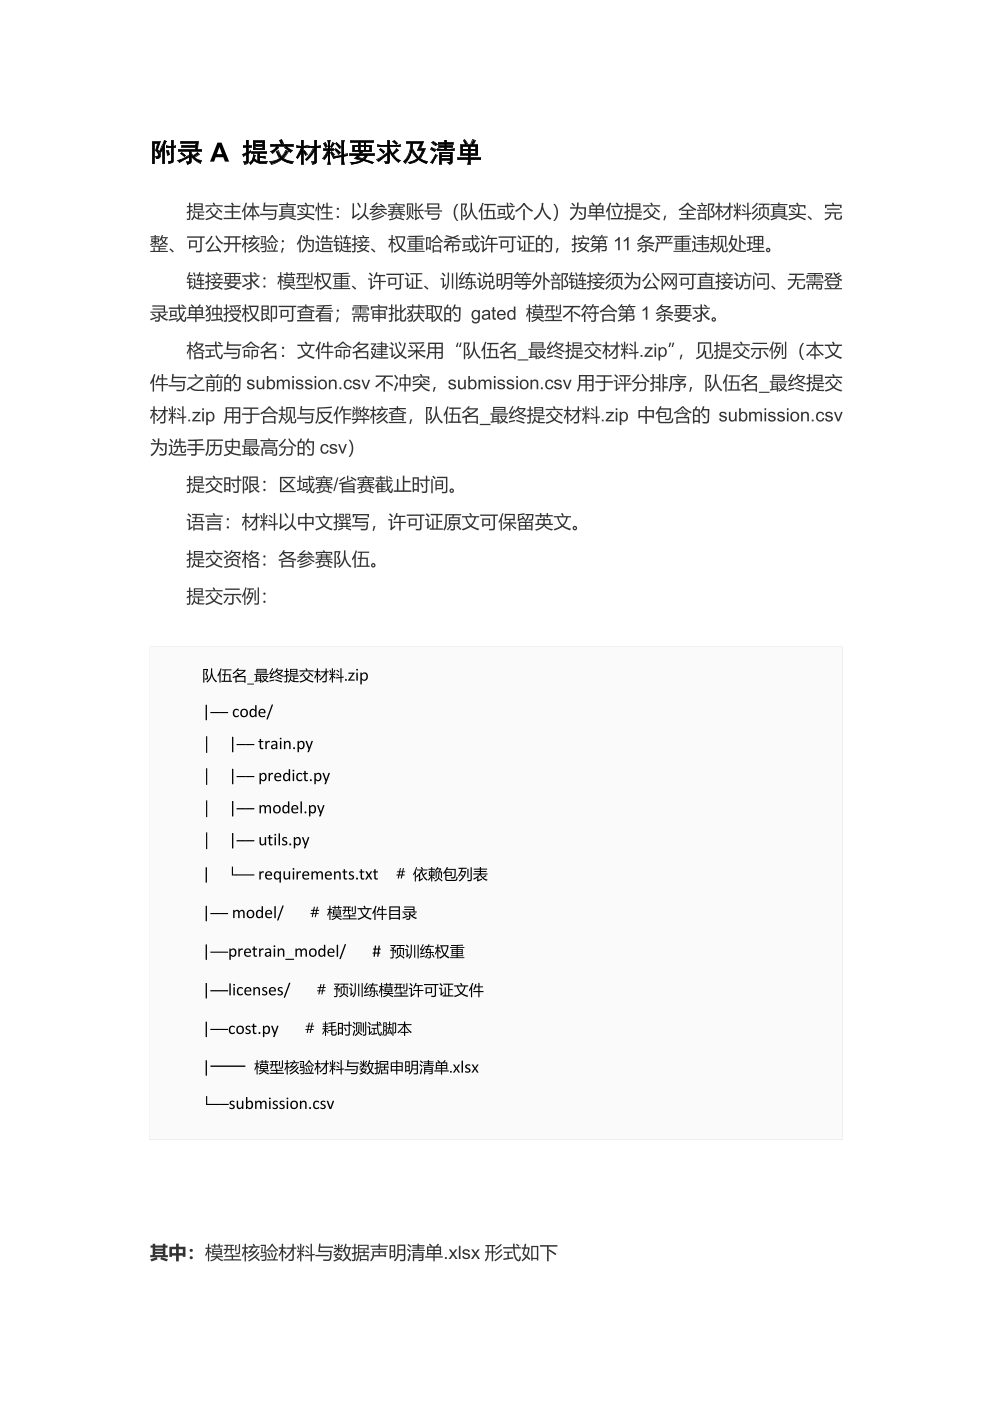 附录 A 提交材料要求及清单
提交主体与真实性：以参赛账号（队伍或个人）为单位提交，全部材料须真实、完
整、可公开核验；伪造链接、权重哈希或许可证的，按第 11 条严重违规处理。
链接要求：模型权重、许可证、训练说明等外部链接须为公网可直接访问、无需登
录或单独授权即可查看；需审批获取的 gated 模型不符合第 1 条要求。
格式与命名：文件命名建议采用“队伍名_最终提交材料.zip”，见提交示例（本文
件与之前的 submission.csv 不冲突，submission.csv 用于评分排序，队伍名_最终提交
材料.zip 用于合规与反作弊核查，队伍名_最终提交材料.zip 中包含的 submission.csv
为选手历史最高分的 csv）
提交时限：区域赛/省赛截止时间。
语言：材料以中文撰写，许可证原文可保留英文。
提交资格：各参赛队伍。
提交示例：
队伍名_最终提交材料.zip
|── code/
│ |── train.py
│ |── predict.py
│ |── model.py
│ |── utils.py
│ └── requirements.txt # 依赖包列表
|── model/ # 模型文件目录
|──pretrain_model/ # 预训练权重
|──licenses/ # 预训练模型许可证文件
|──cost.py # 耗时测试脚本
|─── 模型核验材料与数据申明清单.xlsx
└──submission.csv
其中：模型核验材料与数据声明清单.xlsx 形式如下